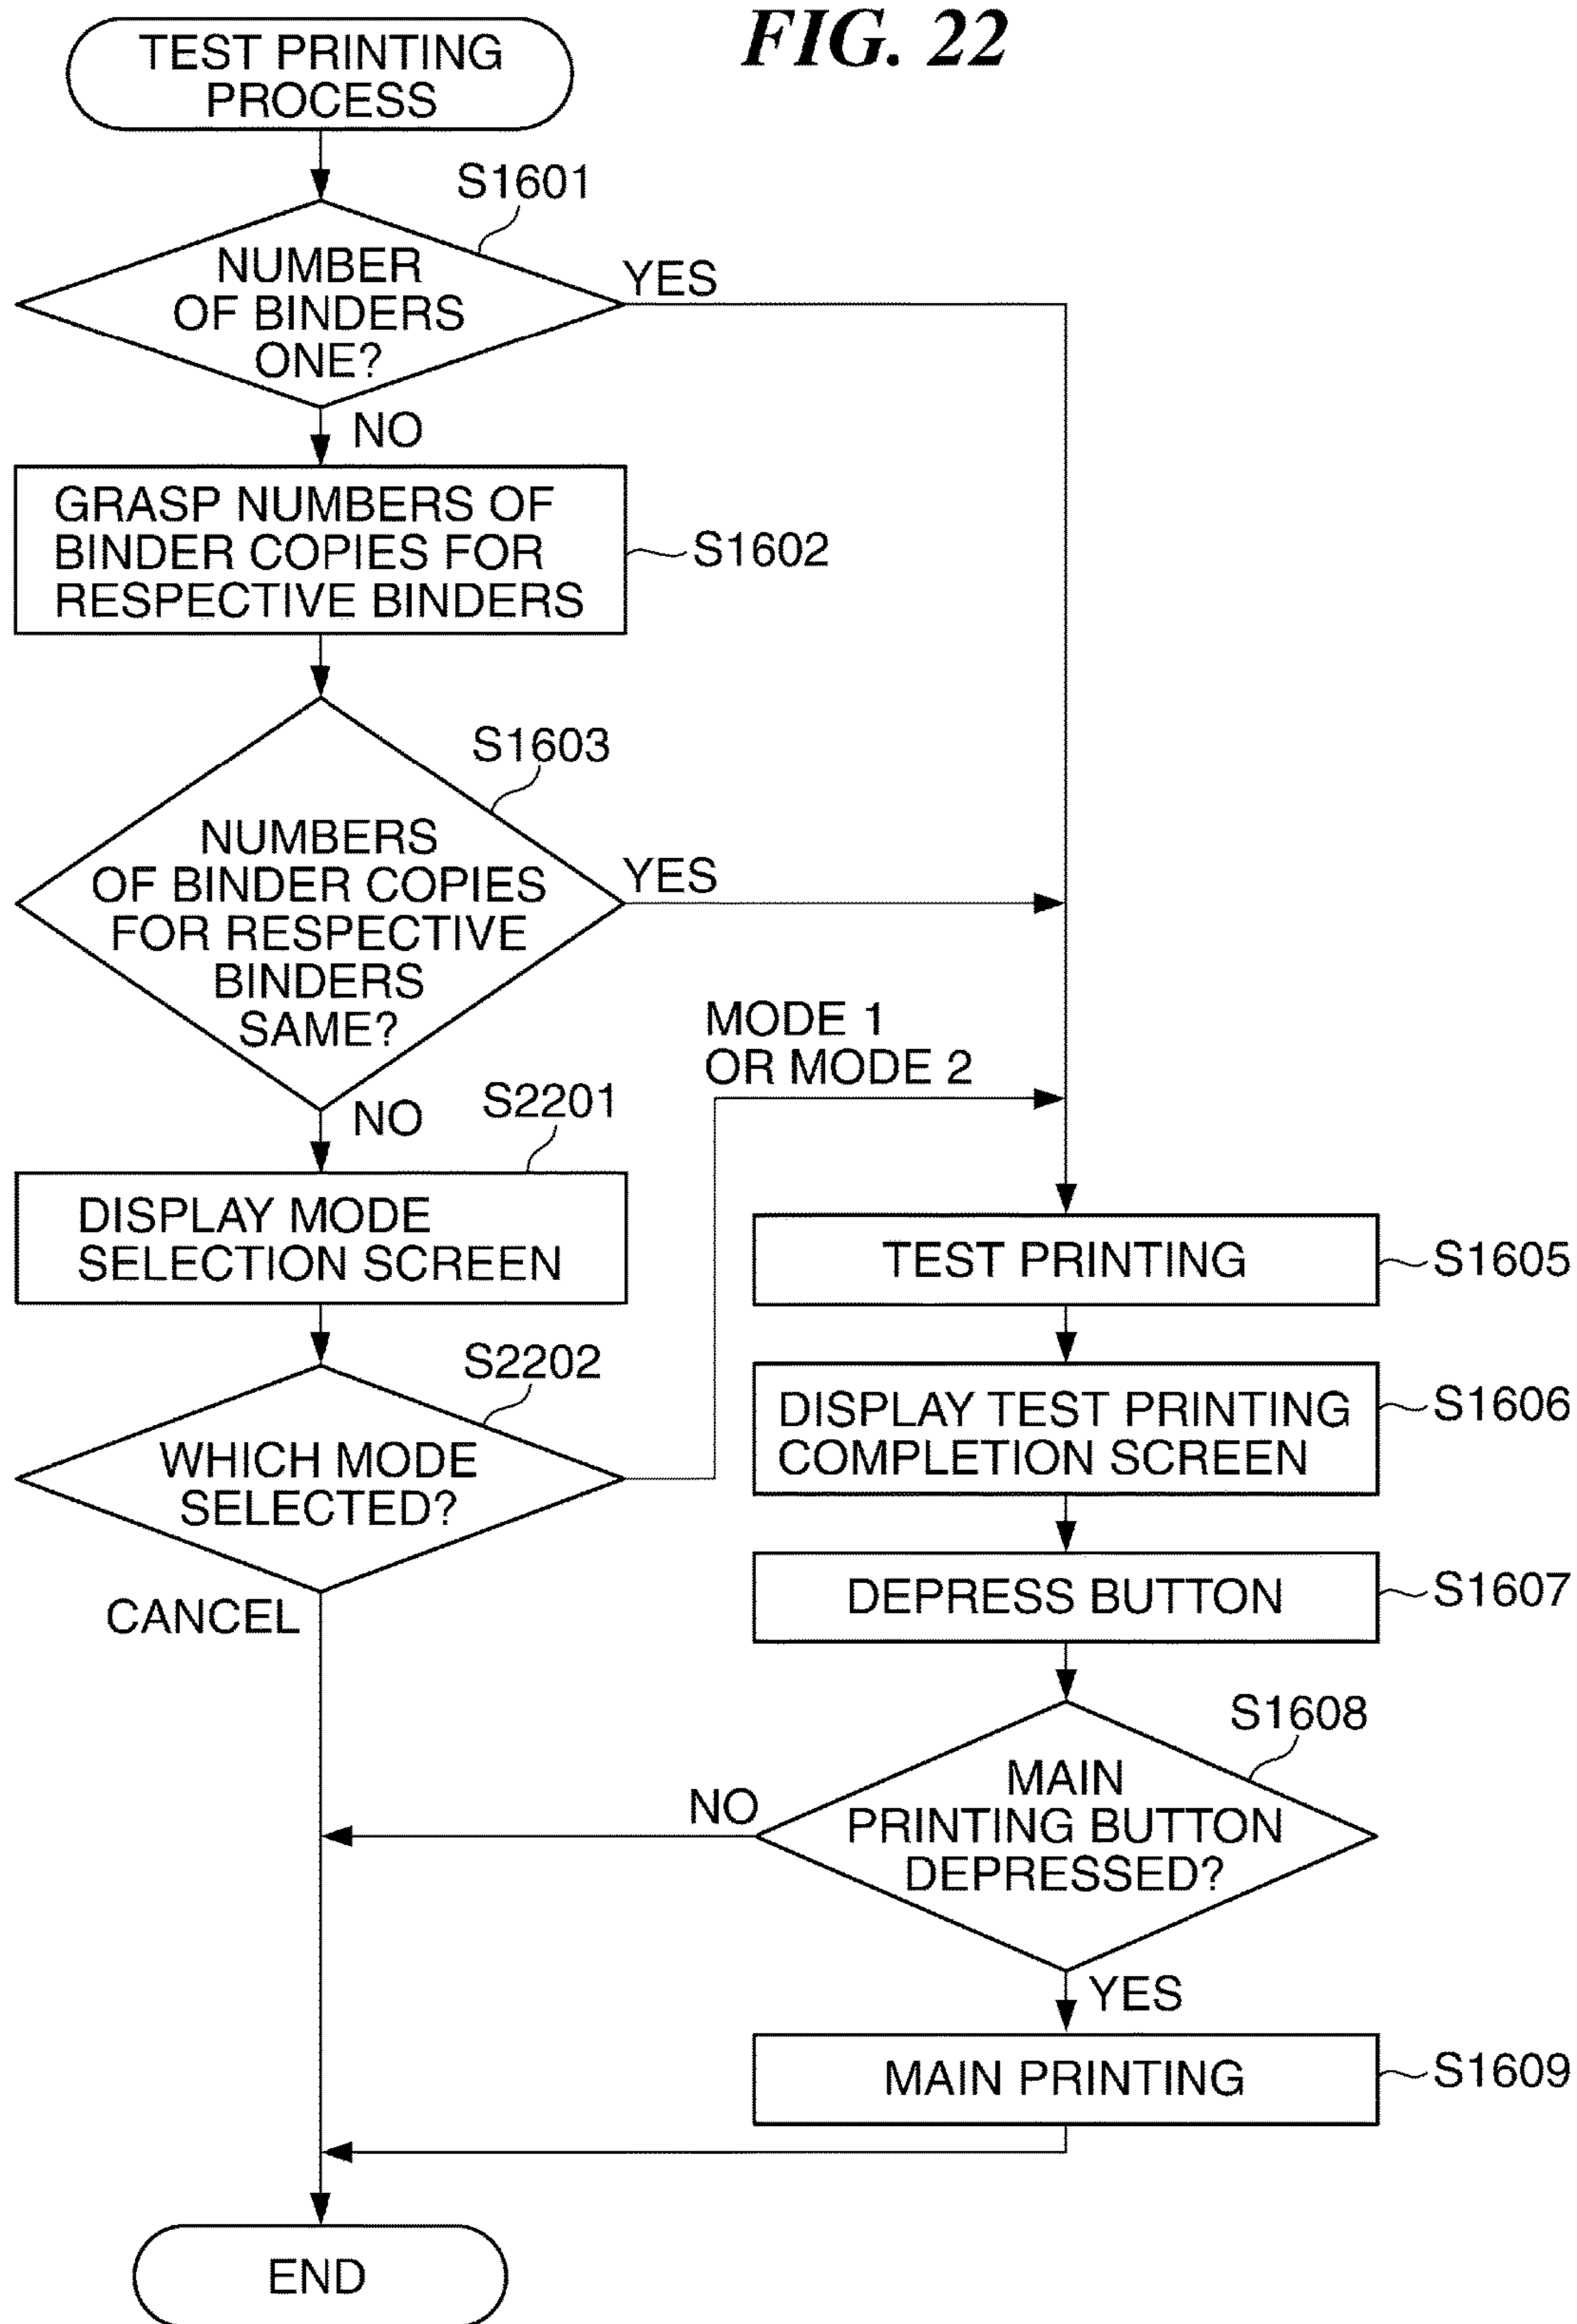 FIG. 22
TEST PRINTING
PROCESS
S1601
NUMBER
OF BINDERS
ONE?
YES
NO
GRASP NUMBERS OF
BINDER COPIES FOR
RESPECTIVE BINDERS
S1602
S1603
NUMBERS
OF BINDER COPIES
FOR RESPECTIVE
BINDERS
SAME?
YES
NO
MODE 1
OR MODE 2
S2201
DISPLAY MODE
SELECTION SCREEN
S2202
WHICH MODE
SELECTED?
CANCEL
TEST PRINTING
S1605
DISPLAY TEST PRINTING
COMPLETION SCREEN
S1606
DEPRESS BUTTON
S1607
S1608
MAIN
PRINTING BUTTON
DEPRESSED?
NO
YES
MAIN PRINTING
S1609
END